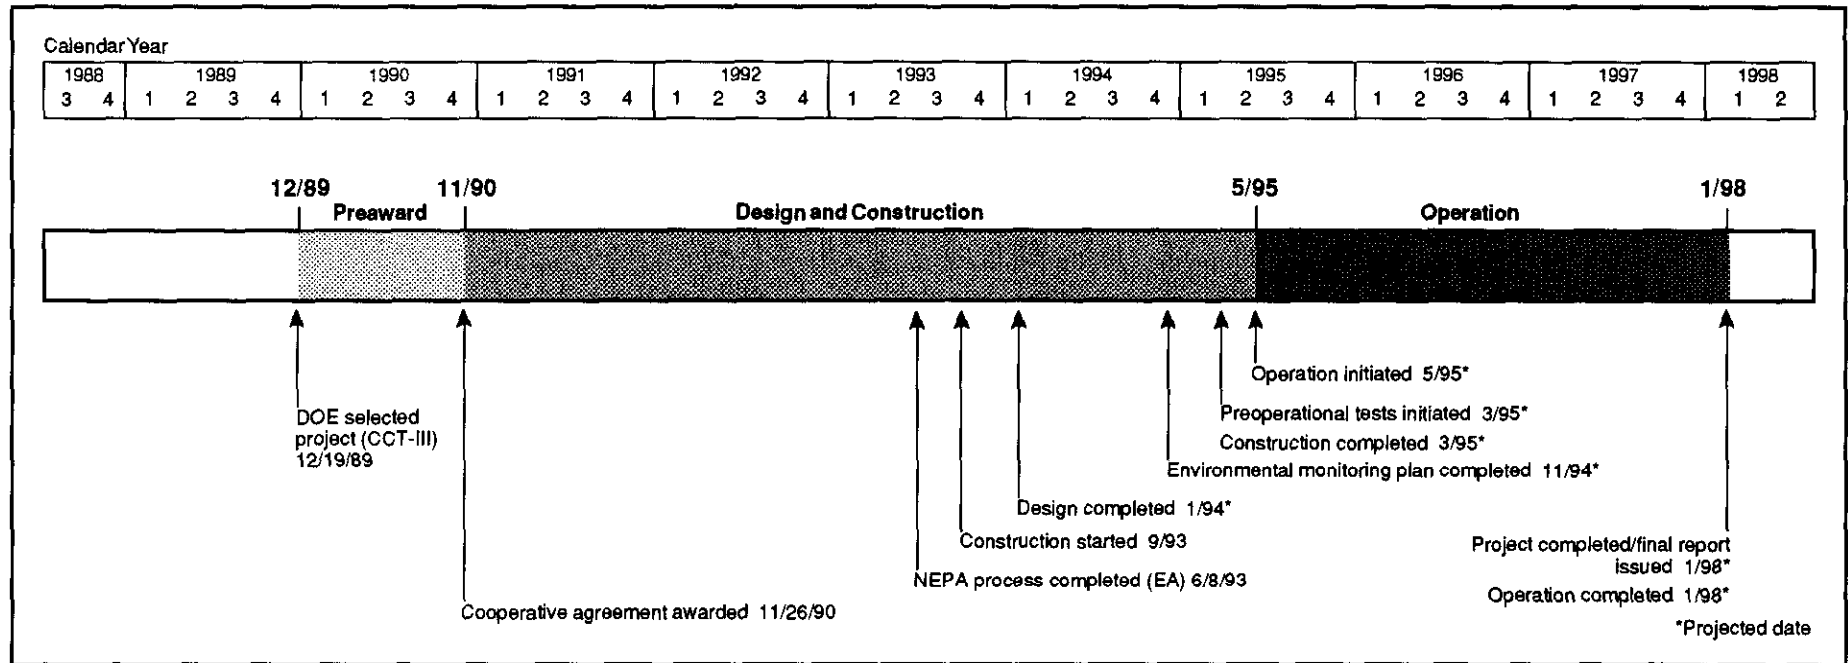 Calendar Year
1988 1989 1990 1991 1992 1993 1994 1995 1996 1997 1998
3 4 1 2 3 4 1 2 3 4 1 2 3 4 1 2 3 4 1 2 3 4 1 2 3 4 1 2 3 4 1 2 3 4 1 2 3 4 1 2
12/89 11/90 5/95 1/98
Preaward Design and Construction Operation
Operation initiated 5/95*
DOE selected
project (CCT-III)
12/19/89
Preoperational tests initiated 3/95*
Construction completed 3/95*
Environmental monitoring plan completed 11/94*
Design completed 1/94*
Construction started 9/93
NEPA process completed (EA) 6/8/93
Cooperative agreement awarded 11/26/90
Project completed/final report
issued 1/98*
Operation completed 1/98*
*Projected date